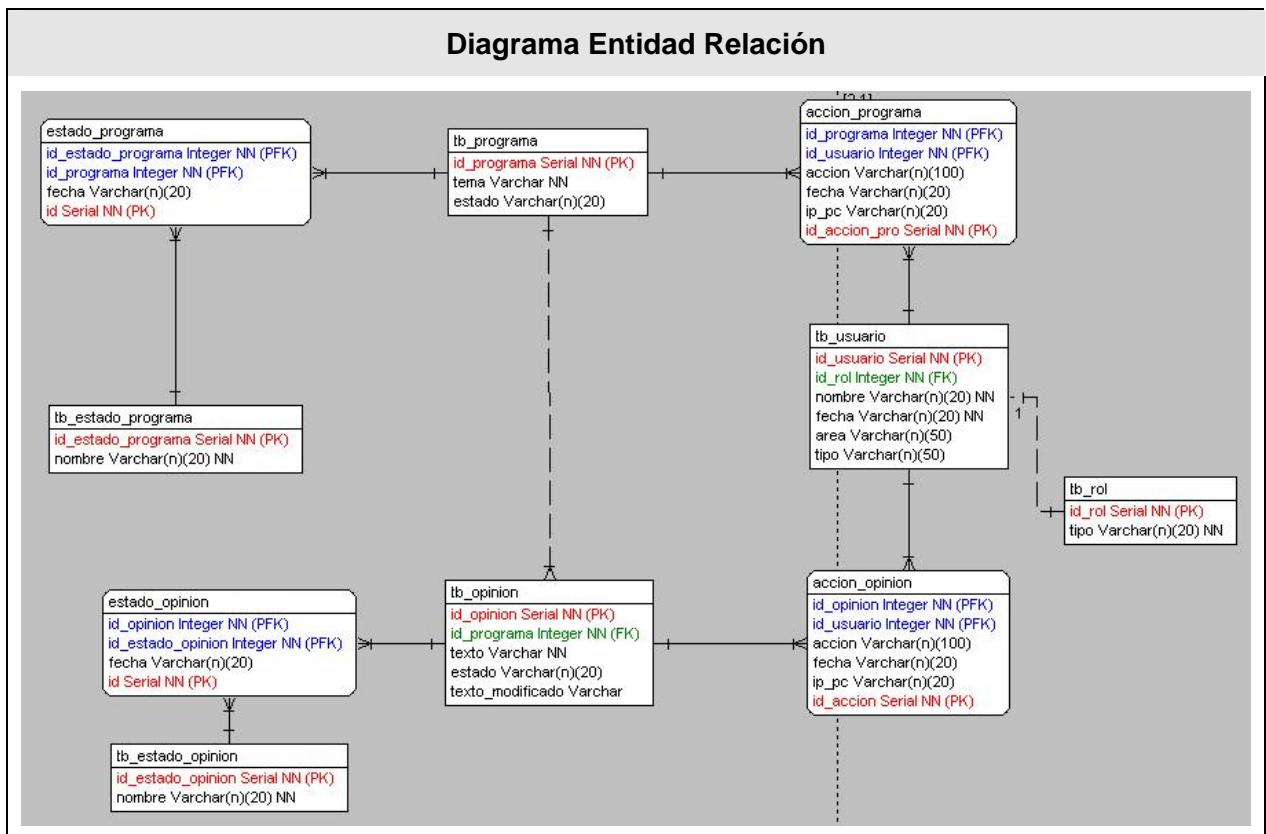 Diagrama Entidad Relación
estado_programa
id_estado_programa Integer NN (PFK)
id_programa Integer NN (PFK)
fecha Varchar(n)(20)
id Serial NN (PK)
tb_programa
id_programa Serial NN (PK)
tema Varchar NN
estado Varchar(n)(20)
accion_programa
id_programa Integer NN (PFK)
id_usuario Integer NN (PFK)
accion Varchar(n)(100)
fecha Varchar(n)(20)
ip_pc Varchar(n)(20)
id_accion_pro Serial NN (PK)
tb_usuario
id_usuario Serial NN (PK)
id_rol Integer NN (FK)
nombre Varchar(n)(20) NN
fecha Varchar(n)(20) NN
area Varchar(n)(50)
tipo Varchar(n)(50)
1
tb_estado_programa
id_estado_programa Serial NN (PK)
nombre Varchar(n)(20) NN
tb_rol
id_rol Serial NN (PK)
tipo Varchar(n)(20) NN
estado_opinion
id_opinion Integer NN (PFK)
id_estado_opinion Integer NN (PFK)
fecha Varchar(n)(20)
id Serial NN (PK)
tb_opinion
id_opinion Serial NN (PK)
id_programa Integer NN (FK)
texto Varchar NN
estado Varchar(n)(20)
texto_modificado Varchar
accion_opinion
id_opinion Integer NN (PFK)
id_usuario Integer NN (PFK)
accion Varchar(n)(100)
fecha Varchar(n)(20)
ip_pc Varchar(n)(20)
id_accion Serial NN (PK)
tb_estado_opinion
id_estado_opinion Serial NN (PK)
nombre Varchar(n)(20) NN